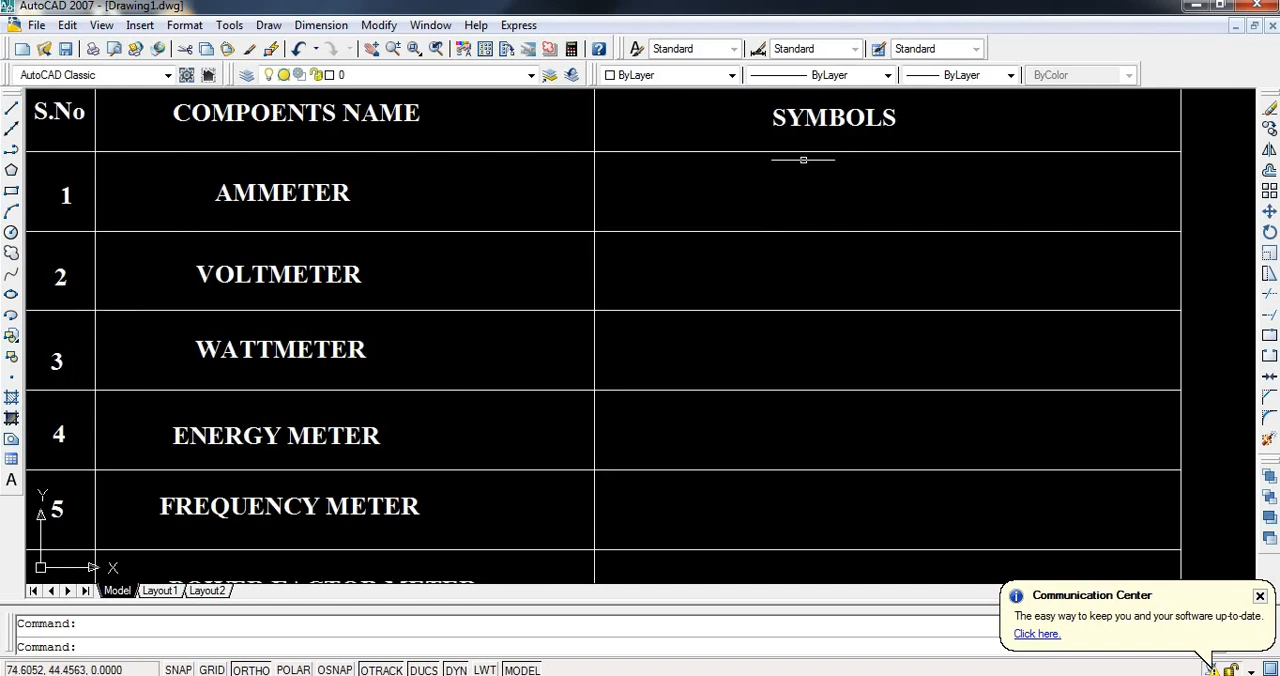 AutoCAD 2007 - [Drawing1.dwg]
File Edit View Insert Format Tools Draw Dimension Modify Window Help Express
Standard Standard Standard
AutoCAD Classic 0 ByLayer ByLayer ByLayer ByColor
S.No COMPOENTS NAME SYMBOLS
1 AMMETER
2 VOLTMETER
3 WATTMETER
4 ENERGY METER
5 FREQUENCY METER
POWER FACTOR METER
Y
X
Model Layout1 Layout2
Communication Center
The easy way to keep you and your software up-to-date.
Click here.
Command:
Command:
74.6052, 44.4563, 0.0000 SNAP GRID ORTHO POLAR OSNAP OTRACK DUCS DYN LWT MODEL